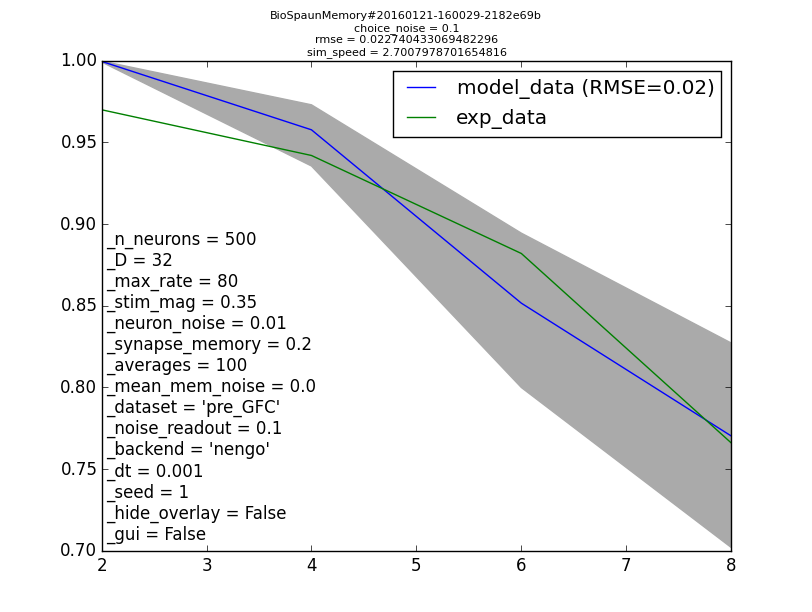 BioSpaunMemory#20160121-160029-2182e69b
choice_noise = 0.1
rmse = 0.022740433069482296
sim_speed = 2.7007978701654816
1.00
model_data (RMSE=0.02)
exp_data
0.95
0.90
_n_neurons = 500
_D = 32
_max_rate = 80
_stim_mag = 0.35
0.85
_neuron_noise = 0.01
_synapse_memory = 0.2
_averages = 100
0.80
_mean_mem_noise = 0.0
_dataset = 'pre_GFC'
_noise_readout = 0.1
_backend = 'nengo'
0.75
_dt = 0.001
_seed = 1
_hide_overlay = False
_gui = False
0.70
2 3 4 5 6 7 8